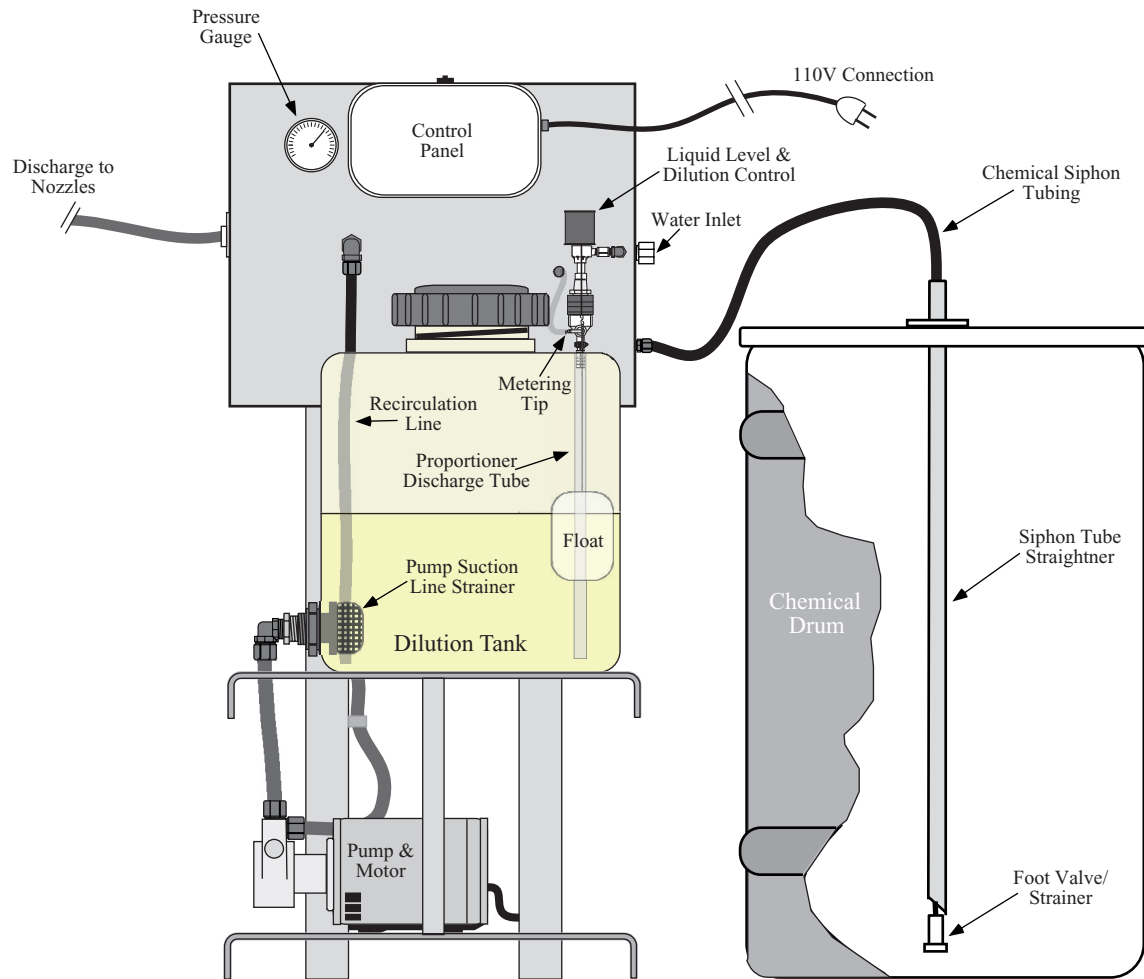 Pressure
Gauge
110V Connection
Control
Panel
Liquid Level &
Dilution Control
Discharge to
Nozzles
Chemical Siphon
Tubing
Water Inlet
Metering
Tip
Recirculation
Line
Proportioner
Discharge Tube
Float
Siphon Tube
Straightner
Pump Suction
Line Strainer
Chemical
Drum
Dilution Tank
Pump &
Motor
Foot Valve/
Strainer